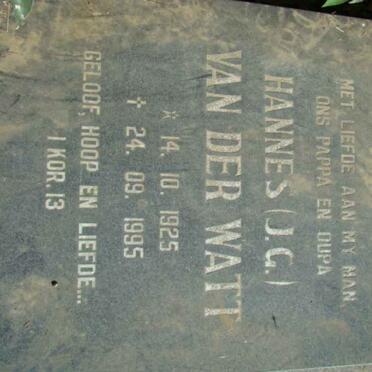 MET LIEFDE AAN MY MAN,
ONS PAPPA EN OUPA
HANNES (J.C.)
VAN DER WATT
☆ 14. 10. 1925
✝ 24. 09. 1995
GELOOF, HOOP EN LIEFDE...
1 KOR. 13